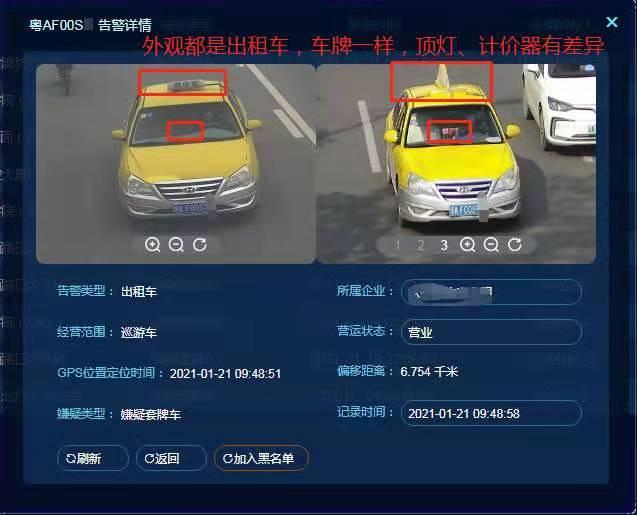 粤AF00S 告警详情
外观都是出租车，车牌一样，顶灯、计价器有差异
1 2 3
告警类型： 出租车
所属企业：
经营范围： 巡游车
营运状态： 营业
GPS位置定位时间： 2021-01-21 09:48:51
偏移距离： 6.754 千米
嫌疑类型： 嫌疑套牌车
记录时间： 2021-01-21 09:48:58
刷新
返回
加入黑名单